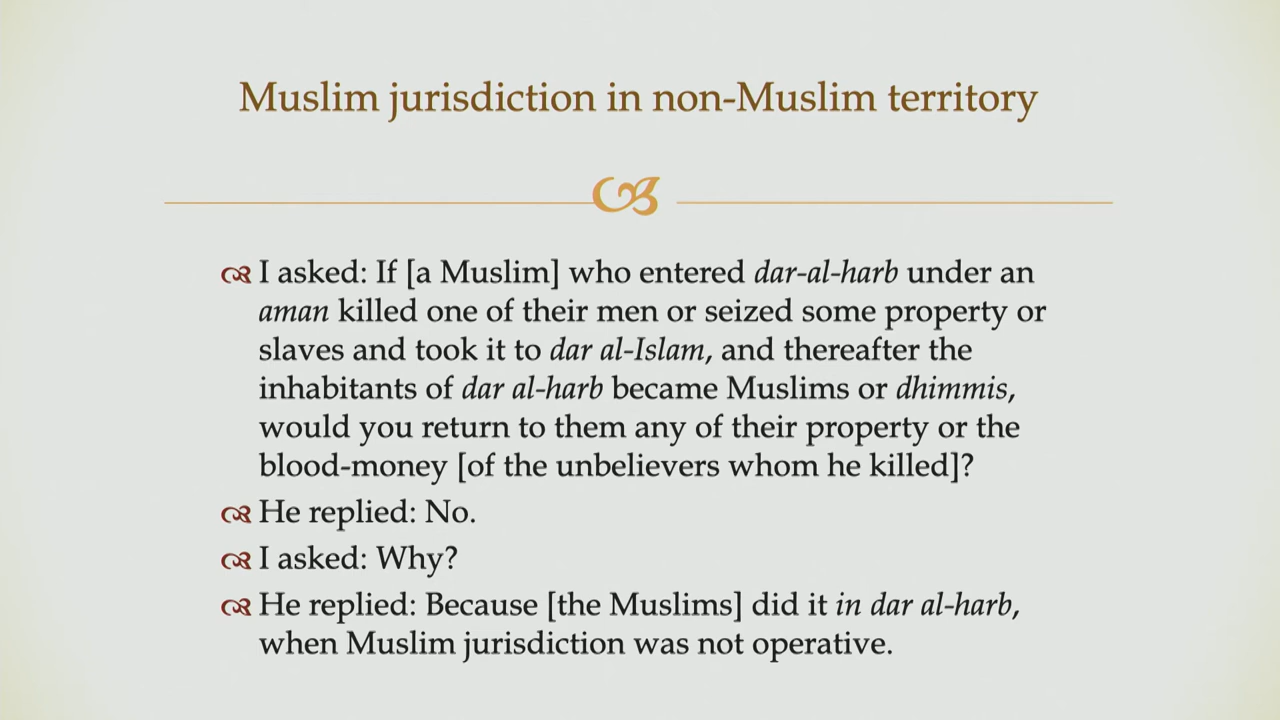 Muslim jurisdiction in non-Muslim territory
I asked: If [a Muslim] who entered dar-al-harb under an
aman killed one of their men or seized some property or
slaves and took it to dar al-Islam, and thereafter the
inhabitants of dar al-harb became Muslims or dhimmis,
would you return to them any of their property or the
blood-money [of the unbelievers whom he killed]?
He replied: No.
I asked: Why?
He replied: Because [the Muslims] did it in dar al-harb,
when Muslim jurisdiction was not operative.